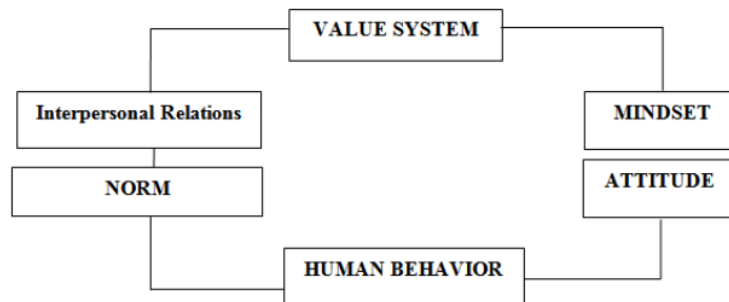 VALUE SYSTEM
Interpersonal Relations
MINDSET
NORM
ATTITUDE
HUMAN BEHAVIOR